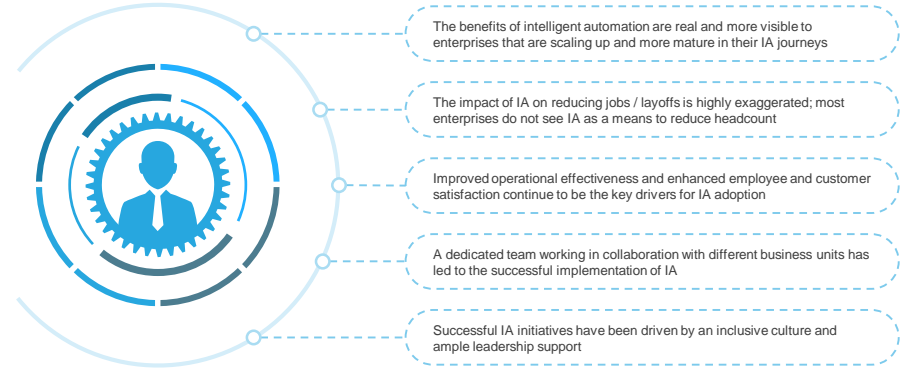 The benefits of intelligent automation are real and more visible to
enterprises that are scaling up and more mature in their IA journeys
The impact of IA on reducing jobs / layoffs is highly exaggerated; most
enterprises do not see IA as a means to reduce headcount
Improved operational effectiveness and enhanced employee and customer
satisfaction continue to be the key drivers for IA adoption
A dedicated team working in collaboration with different business units has
led to the successful implementation of IA
Successful IA initiatives have been driven by an inclusive culture and
ample leadership support